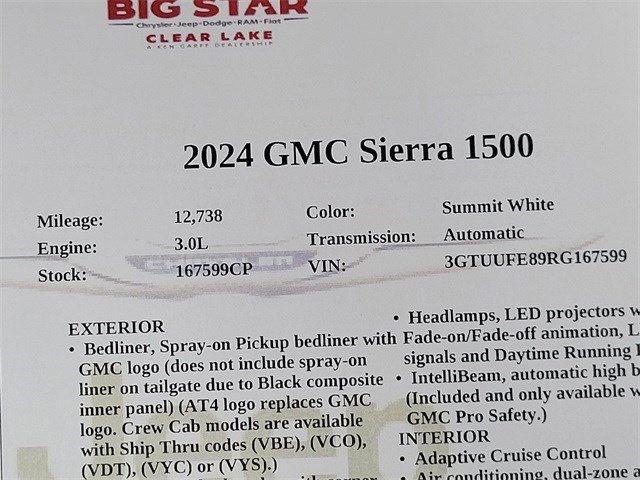 BIG STAR
Chrysler•Jeep•Dodge•RAM•Fiat
CLEAR LAKE
A KEN GARFF DEALERSHIP
2024 GMC Sierra 1500
Mileage: 12,738 Color: Summit White
Engine: 3.0L Transmission: Automatic
Stock: 167599CP VIN: 3GTUUFE89RG167599
EXTERIOR
• Bedliner, Spray-on Pickup bedliner with
GMC logo (does not include spray-on
liner on tailgate due to Black composite
inner panel) (AT4 logo replaces GMC
logo. Crew Cab models are available
with Ship Thru codes (VBE), (VCO),
(VDT), (VYC) or (VYS).)
• Headlamps, LED projectors w
Fade-on/Fade-off animation, L
signals and Daytime Running
• IntelliBeam, automatic high b
(Included and only available w
GMC Pro Safety.)
INTERIOR
• Adaptive Cruise Control
• Air conditioning, dual-zone a